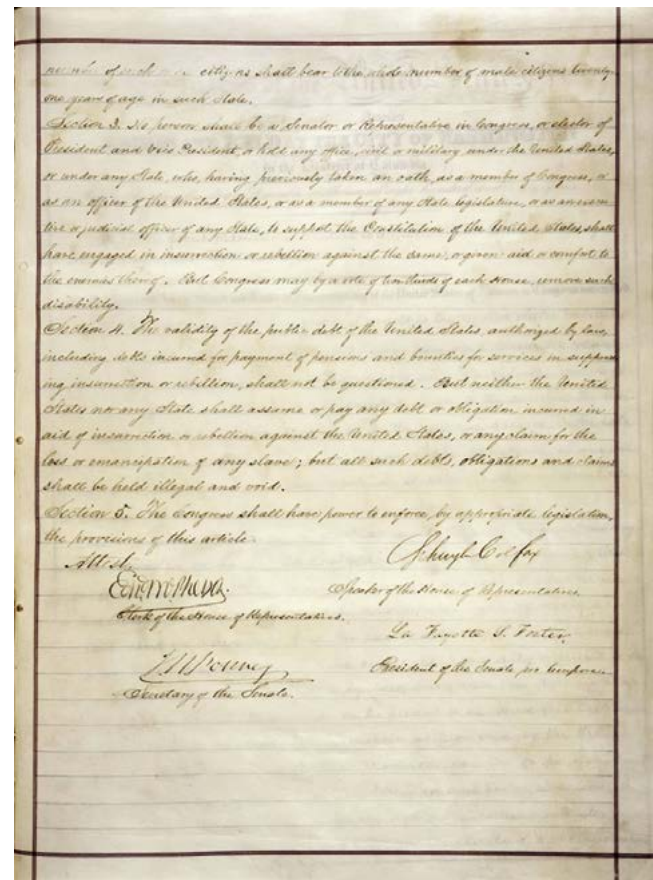 number of such male citizens shall bear to the whole number of male citizens twenty-
one years of age in such State.
Section 3. No person shall be a Senator or Representative in Congress, or elector of
President and Vice President, or hold any office, civil or military, under the United States,
or under any State, who, having previously taken an oath, as a member of Congress, or
as an officer of the United States, or as a member of any State legislature, or as an execu-
tive or judicial officer of any State, to support the Constitution of the United States, shall
have engaged in insurrection or rebellion against the same, or given aid or comfort to
the enemies thereof. But Congress may by a vote of two thirds of each House, remove such
disability.
Section 4. The validity of the public debt of the United States, authorized by law,
including debts incurred for payment of pensions and bounties for services in suppress-
ing insurrection or rebellion, shall not be questioned. But neither the United
States nor any State shall assume or pay any debt or obligation incurred in
aid of insurrection or rebellion against the United States, or any claim for the
loss or emancipation of any slave; but all such debts, obligations and claims
shall be held illegal and void.
Section 5. The Congress shall have power to enforce, by appropriate legislation,
the provisions of this article.
Attest,
Schuyler Colfax
Edwd McPherson
Speaker of the House of Representatives.
Clerk of the House of Representatives.
La Fayette S. Foster
J. W. Forney
President of the Senate, pro tempore.
Secretary of the Senate.